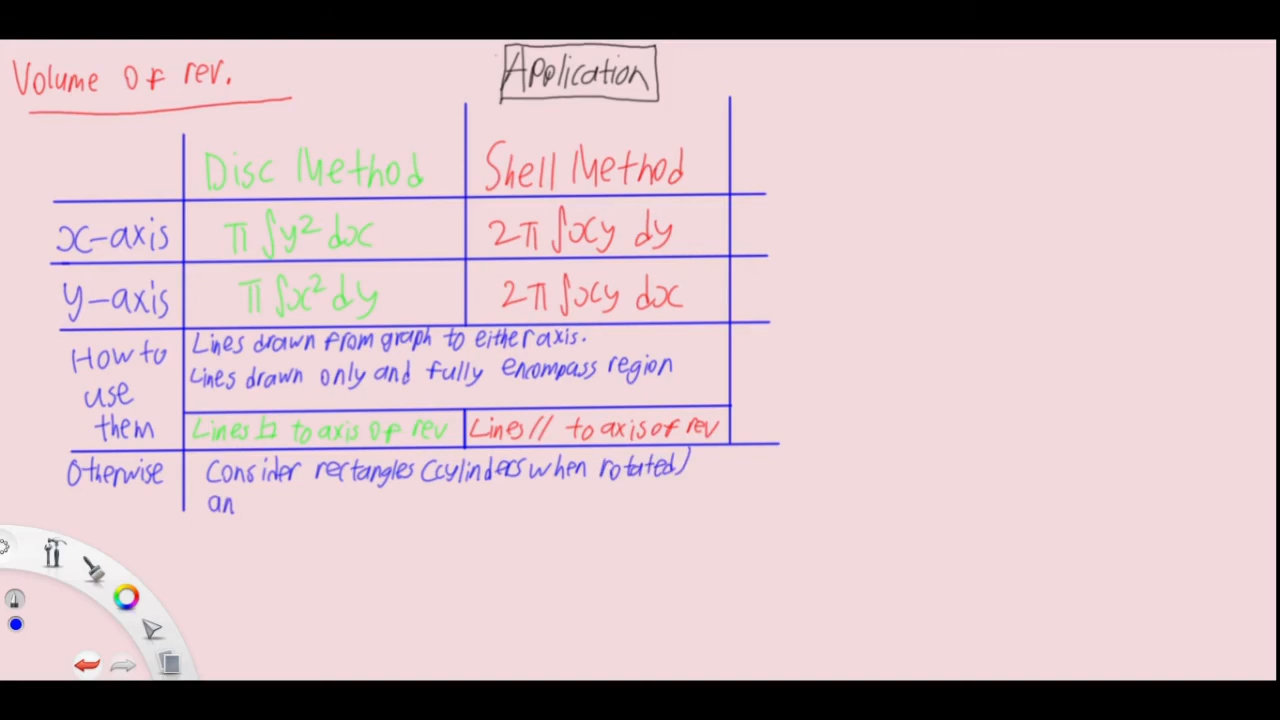 Volume Of rev.
Application
Disc Method
Shell Method
x-axis
π∫y² dx
2π∫xy dy
y-axis
π∫x² dy
2π∫xy dx
How to use them
Lines drawn from graph to either axis.
Lines drawn only and fully encompass region
Lines ⊥ to axis Of rev
Lines // to axis of rev
Otherwise
Consider rectangles (cylinders when rotated)
an